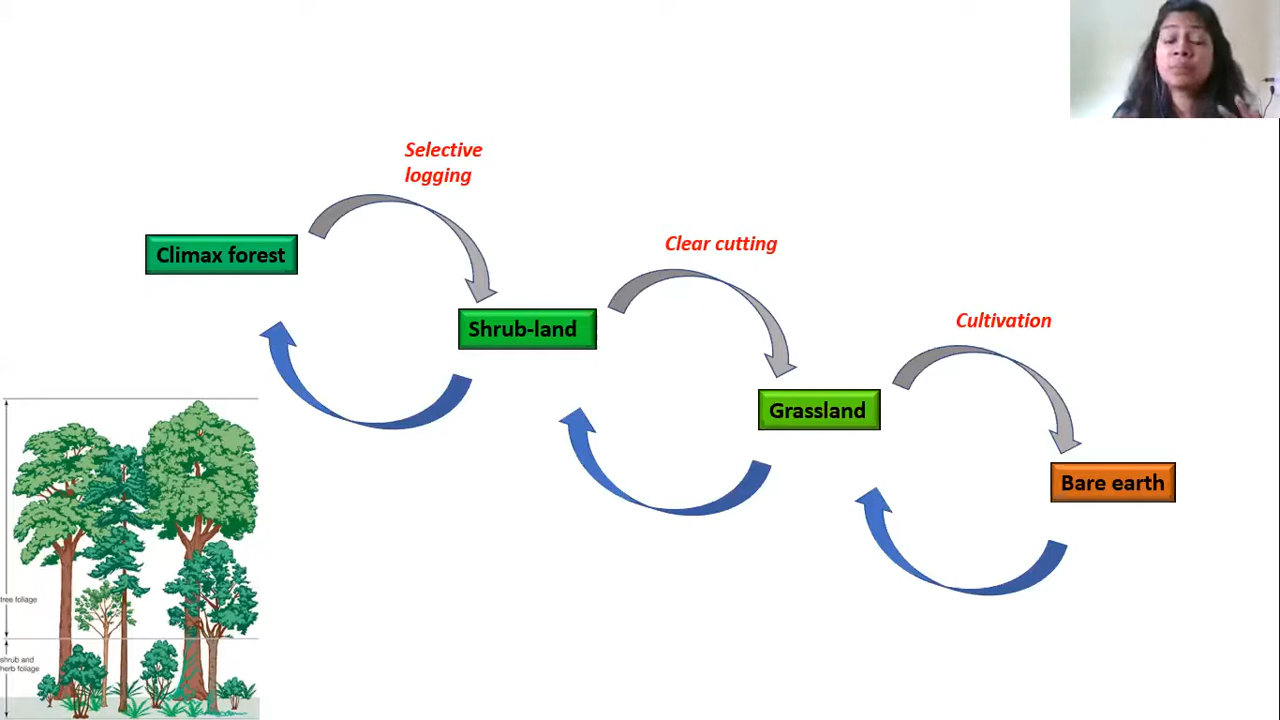 Selective
logging
Climax forest
Clear cutting
Shrub-land
Cultivation
Grassland
Bare earth
tree foliage
shrub and
herb foliage